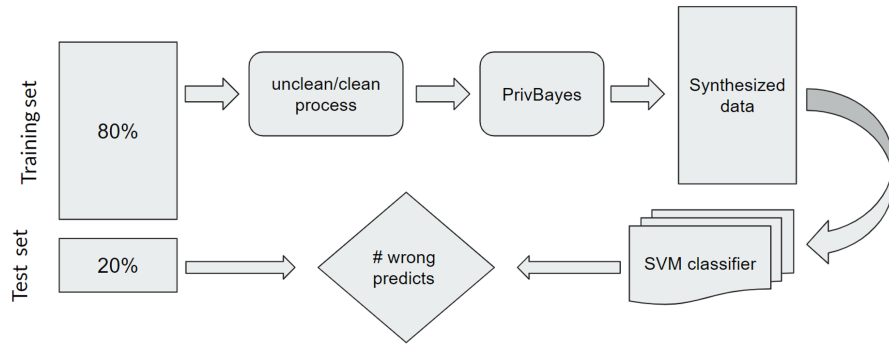 Training set
80%
unclean/clean
process
PrivBayes
Synthesized
data
Test set
20%
# wrong
predicts
SVM classifier